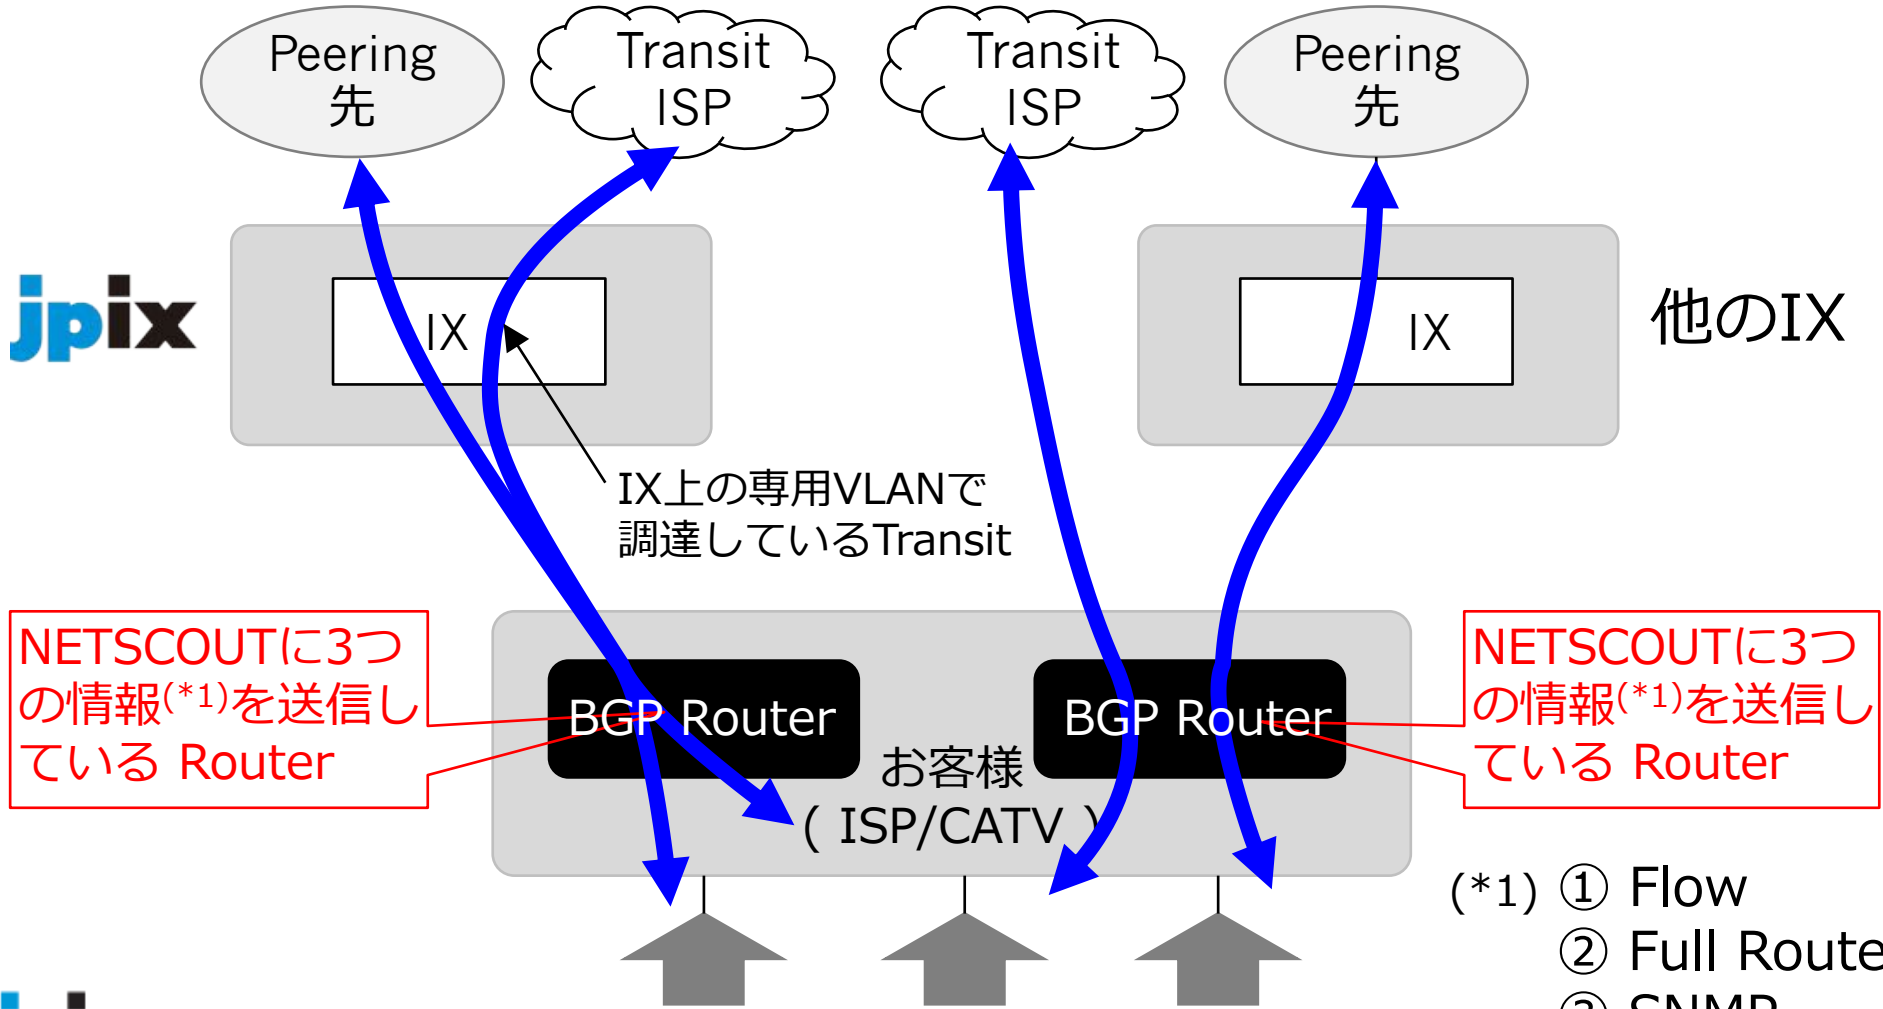 Peering
先
Transit
ISP
Transit
ISP
Peering
先
jpix
IX
IX
他のIX
IX上の専用VLANで
調達しているTransit
NETSCOUTに3つ
の情報(*1)を送信し
ている Router
BGP Router
BGP Router
NETSCOUTに3つ
の情報(*1)を送信し
ている Router
お客様
( ISP/CATV )
(*1) ① Flow
② Full Route
③ SNMP